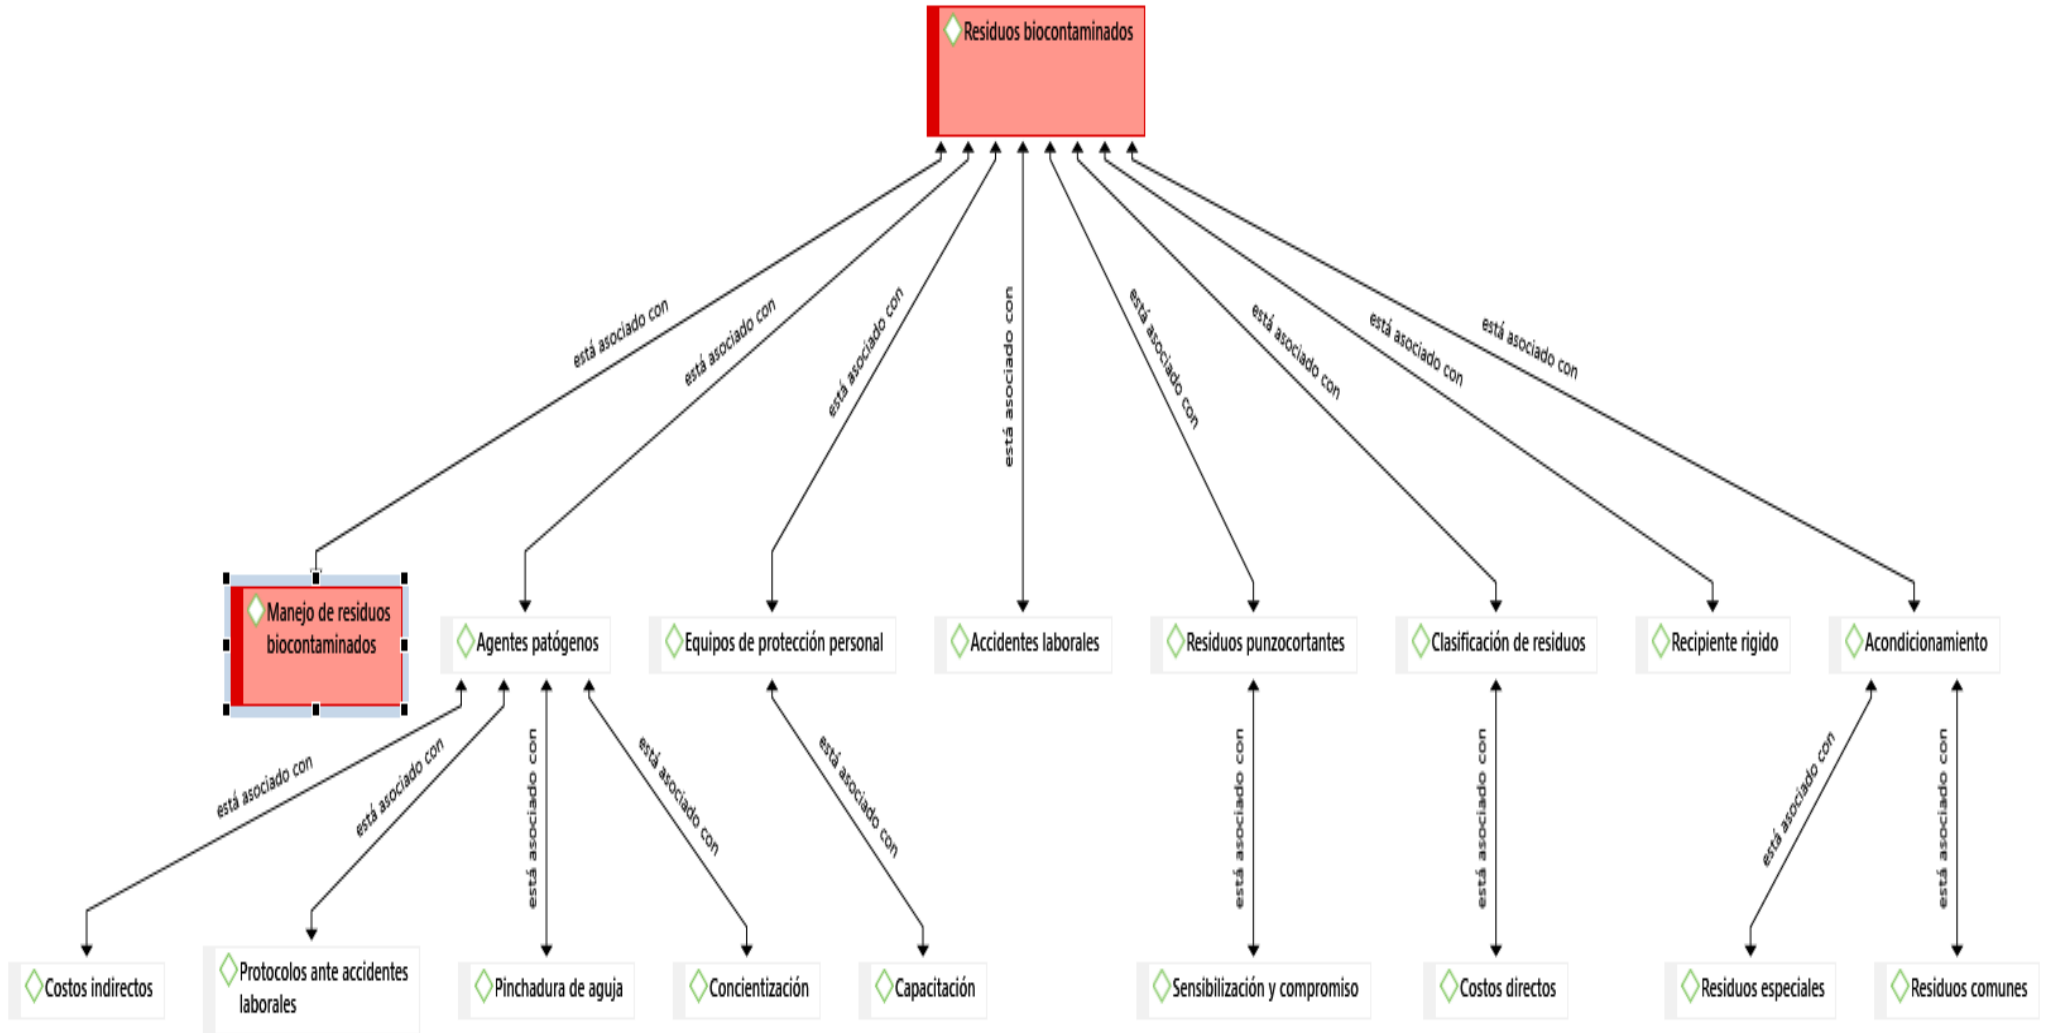 Residuos biocontaminados
está asociado con
está asociado con
está asociado con
está asociado con
está asociado con
está asociado con
está asociado con
está asociado con
Manejo de residuos
biocontaminados
Agentes patógenos
Equipos de protección personal
Accidentes laborales
Residuos punzocortantes
Clasificación de residuos
Recipiente rigido
Acondicionamiento
está asociado con
está asociado con
está asociado con
está asociado con
está asociado con
está asociado con
está asociado con
está asociado con
está asociado con
Costos indirectos
Protocolos ante accidentes
laborales
Pinchadura de aguja
Concientización
Capacitación
Sensibilización y compromiso
Costos directos
Residuos especiales
Residuos comunes